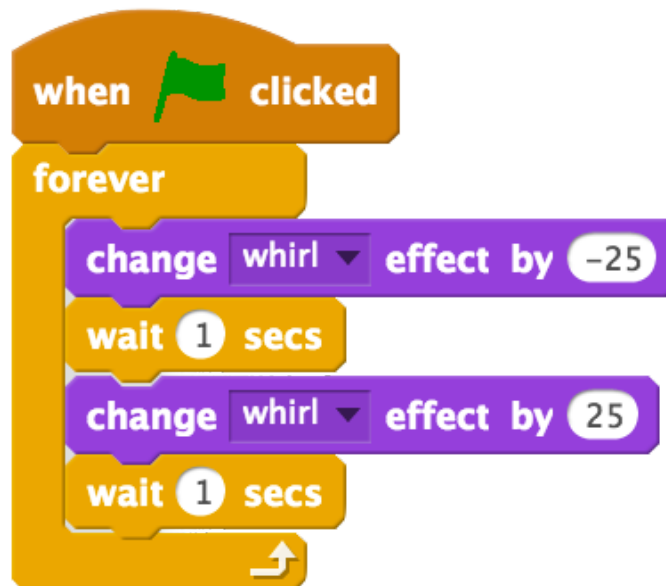 when clicked
forever
change whirl effect by -25
wait 1 secs
change whirl effect by 25
wait 1 secs